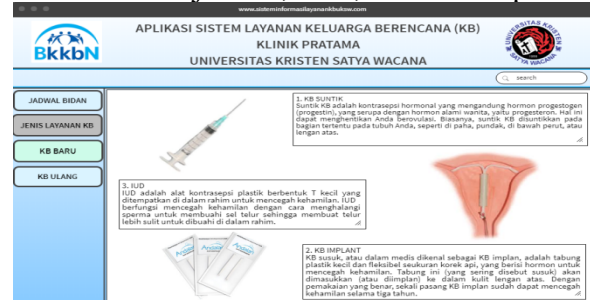 www.sisteminformasilayanankbuksw.com
APLIKASI SISTEM LAYANAN KELUARGA BERENCANA (KB)
KLINIK PRATAMA
UNIVERSITAS KRISTEN SATYA WACANA
BkkbN
search
JADWAL BIDAN
JENIS LAYANAN KB
KB BARU
KB ULANG
1. KB SUNTIK
Suntik KB adalah kontrasepsi hormonal yang mengandung hormon progestogen
(progestin), yang serupa dengan hormon alami wanita, yaitu progesteron. Hal ini
dapat menghentikan Anda berovulasi. Biasanya, suntik KB disuntikkan pada
bagian tertentu pada tubuh Anda, seperti di paha, pundak, di bawah perut, atau
lengan atas.
3. IUD
IUD adalah alat kontrasepsi plastik berbentuk T kecil yang
ditempatkan di dalam rahim untuk mencegah kehamilan. IUD
berfungsi mencegah kehamilan dengan cara menghalangi
sperma untuk membuahi sel telur sehingga membuat telur
lebih sulit untuk dibuahi di dalam rahim.
2. KB IMPLANT
KB susuk, atau dalam medis dikenal sebagai KB implan, adalah tabung
plastik kecil dan fleksibel seukuran korek api, yang berisi hormon untuk
mencegah kehamilan. Tabung ini (yang sering disebut susuk) akan
dimasukkan (atau diimplan) ke dalam kulit lengan atas. Dengan
pemakaian yang benar, sekali pasang KB implan sudah dapat mencegah
kehamilan selama tiga tahun.